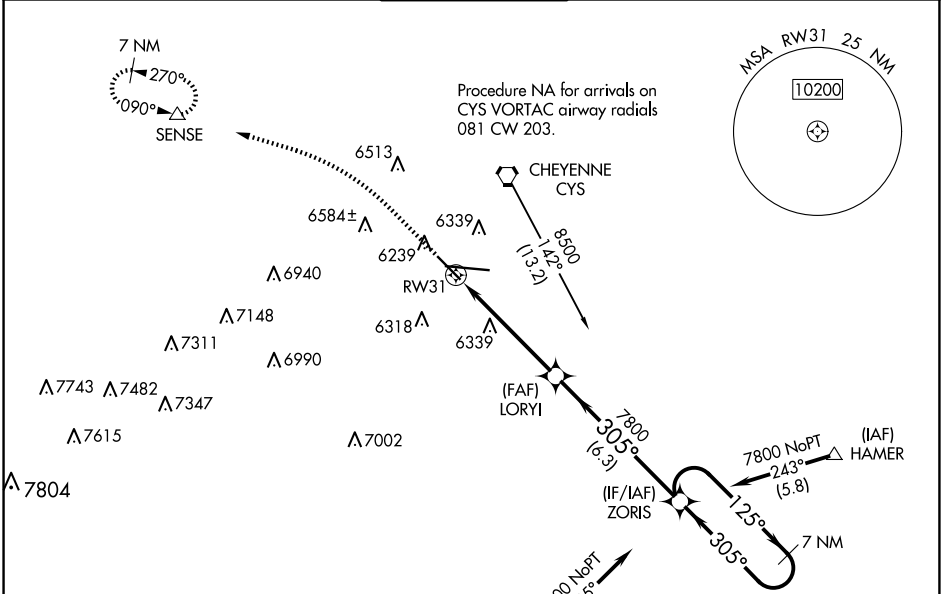 7 NM
270°
090°
SENSE
Procedure NA for arrivals on
CYS VORTAC airway radials
081 CW 203.
MSA RW31 25 NM
10200
6513
CHEYENNE
CYS
6584±
6339
6239
8500
142°
(13.2)
6940
RW31
7148
6318
6339
7311
6990
(FAF)
LORYI
7743
7482
7347
7800
305°
(6.3)
7615
7002
7800 NoPT
243°
(5.8)
(IAF)
HAMER
7804
(IF/IAF)
ZORIS
125°
305°
7 NM
00 NoPT
5°